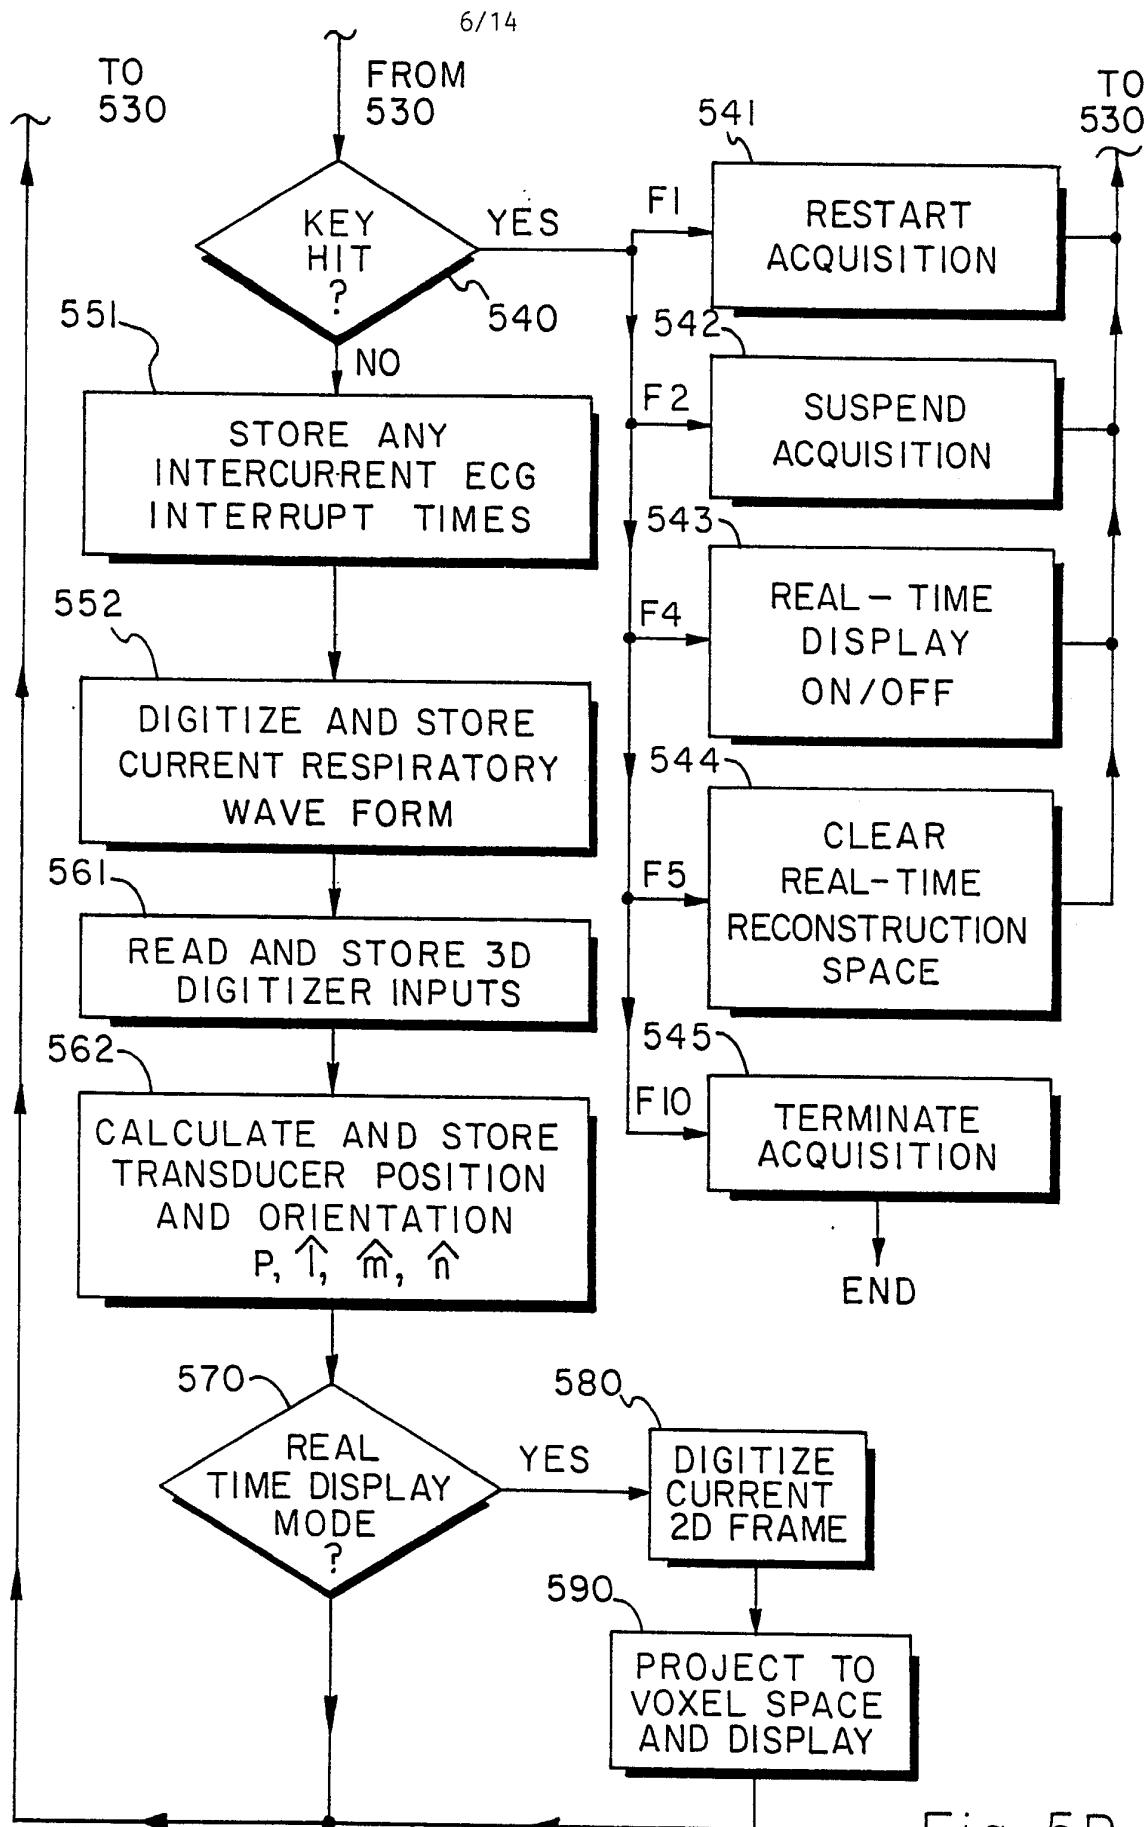 6/14
TO
530
FROM
530
TO
530
KEY
HIT
?
540
YES
NO
541
F1
RESTART
ACQUISITION
542
F2
SUSPEND
ACQUISITION
543
F4
REAL-TIME
DISPLAY
ON/OFF
544
F5
CLEAR
REAL-TIME
RECONSTRUCTION
SPACE
545
F10
TERMINATE
ACQUISITION
END
551
STORE ANY
INTERCURRENT ECG
INTERRUPT TIMES
552
DIGITIZE AND STORE
CURRENT RESPIRATORY
WAVE FORM
561
READ AND STORE 3D
DIGITIZER INPUTS
562
CALCULATE AND STORE
TRANSDUCER POSITION
AND ORIENTATION
P, l̂, m̂, n̂
570
REAL
TIME DISPLAY
MODE
?
YES
580
DIGITIZE
CURRENT
2D FRAME
590
PROJECT TO
VOXEL SPACE
AND DISPLAY